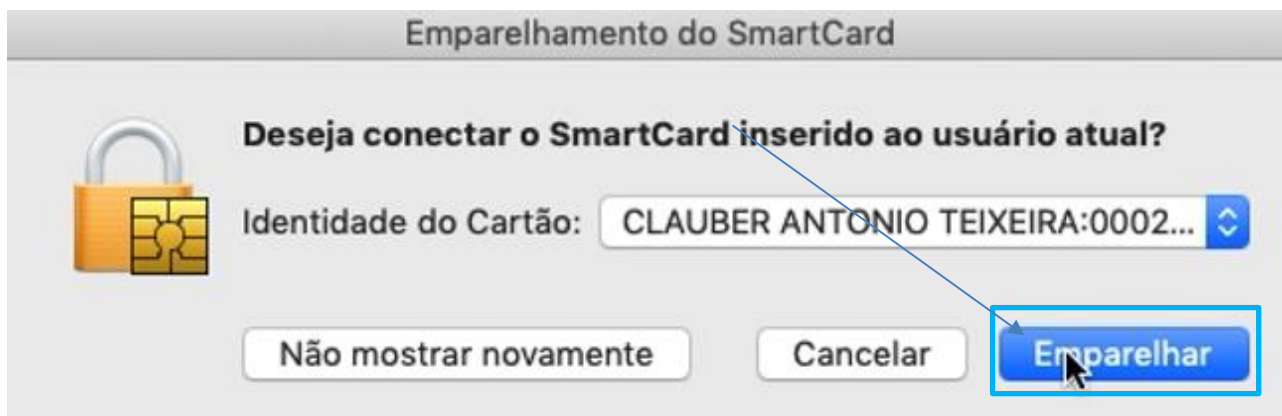 Emparelhamento do SmartCard
Deseja conectar o SmartCard inserido ao usuário atual?
Identidade do Cartão: CLAUBER ANTONIO TEIXEIRA:0002...
Não mostrar novamente Cancelar Emparelhar